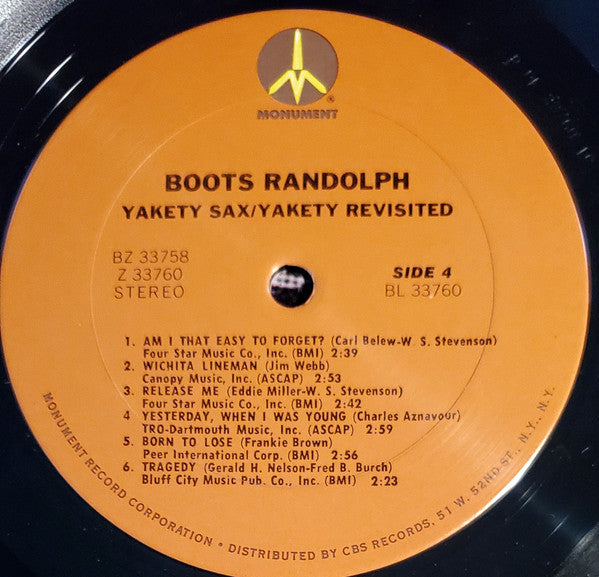 MONUMENT
®
BOOTS RANDOLPH
YAKETY SAX/YAKETY REVISITED
BZ 33758
Z 33760
STEREO
SIDE 4
BL 33760
1. AM I THAT EASY TO FORGET? (Carl Belew-W. S. Stevenson)
Four Star Music Co., Inc. (BMI) 2:39
2. WICHITA LINEMAN (Jim Webb)
Canopy Music, Inc. (ASCAP) 2:53
3. RELEASE ME (Eddie Miller-W. S. Stevenson)
Four Star Music Co., Inc. (BMI) 2:42
4 YESTERDAY, WHEN I WAS YOUNG (Charles Aznavour)
TRO-Dartmouth Music, Inc. (ASCAP) 2:59
5. BORN TO LOSE (Frankie Brown)
Peer International Corp. (BMI) 2:56
6. TRAGEDY (Gerald H. Nelson-Fred B. Burch)
Bluff City Music Pub. Co., Inc. (BMI) 2:23
MONUMENT RECORD CORPORATION • DISTRIBUTED BY CBS RECORDS, 51 W. 52ND ST., N.Y., N.Y.